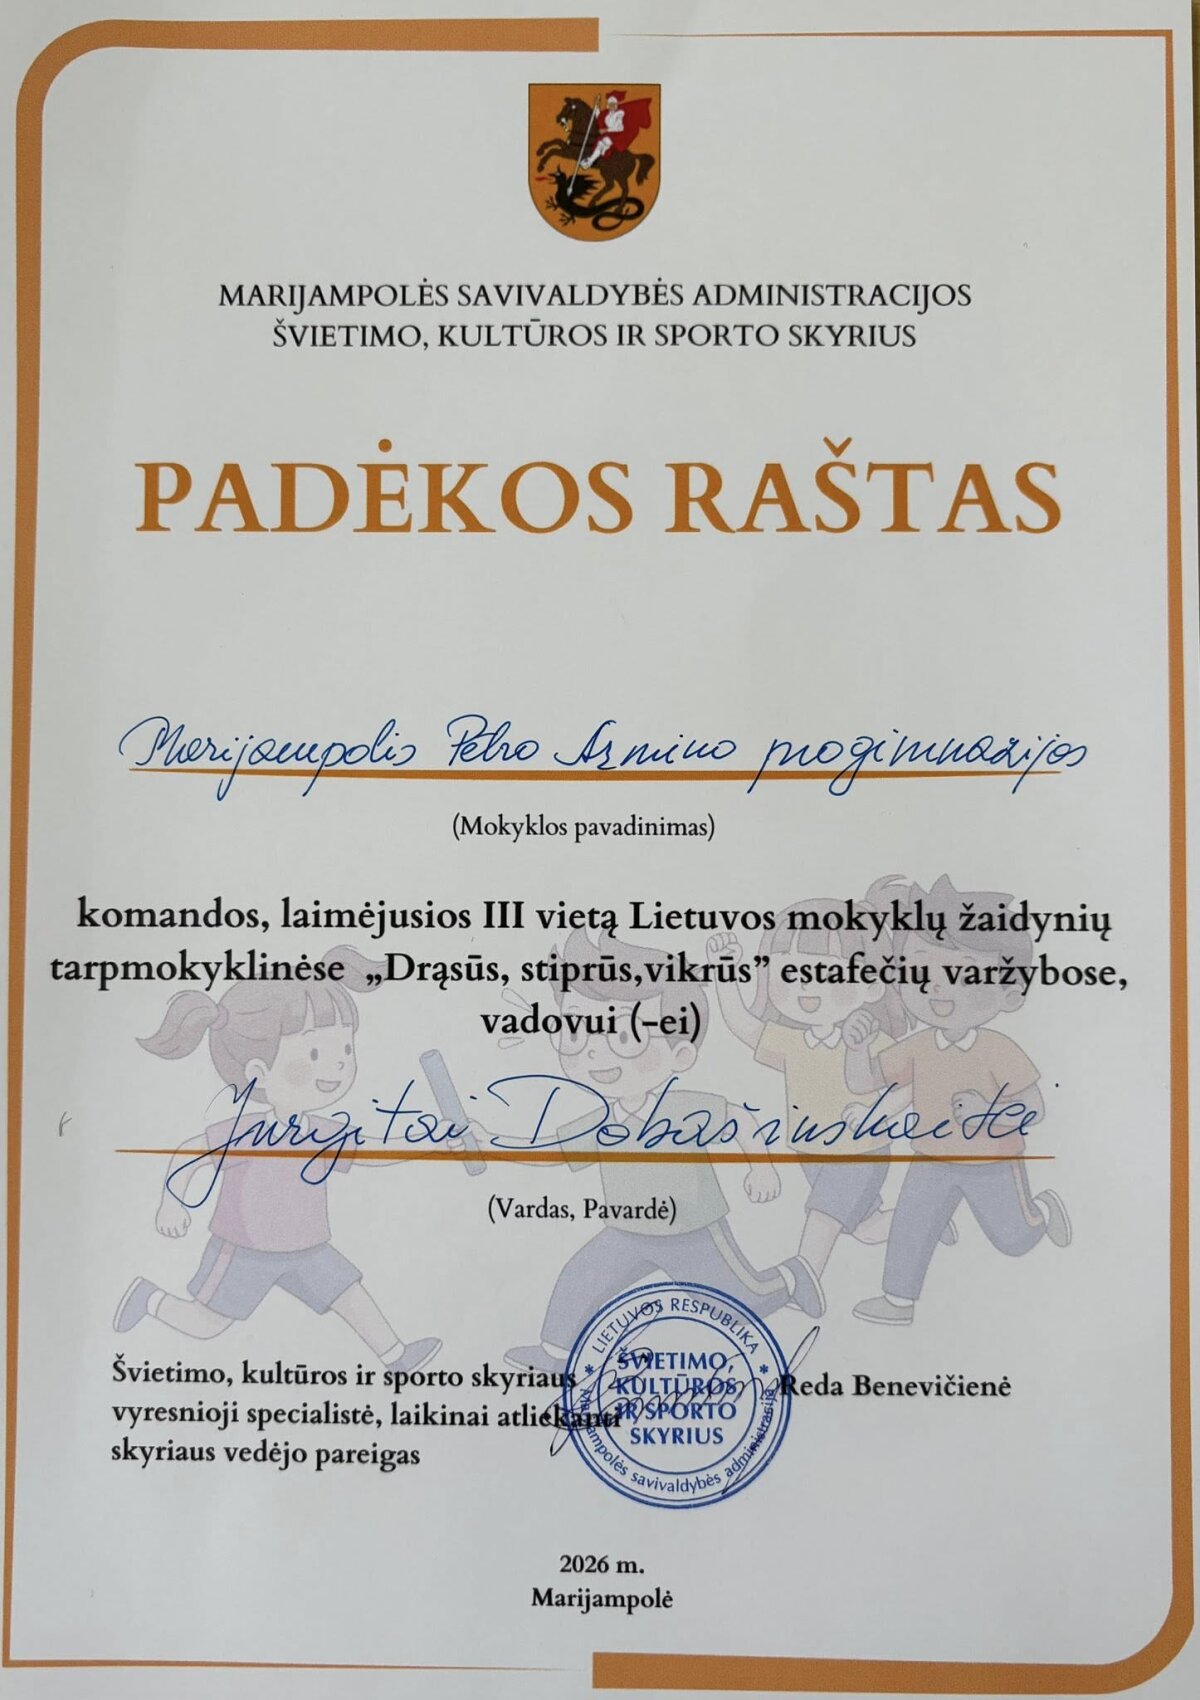 MARIJAMPOLĖS SAVIVALDYBĖS ADMINISTRACIJOS
ŠVIETIMO, KULTŪROS IR SPORTO SKYRIUS
PADĖKOS RAŠTAS
Marijampolės Petro Armino progimnazijos
(Mokyklos pavadinimas)
komandos, laimėjusios III vietą Lietuvos mokyklų žaidynių
tarpmokyklinėse „Drąsūs, stiprūs,vikrūs” estafečių varžybose,
vadovui (-ei)
Jurgitai Dobašinskaitei
(Vardas, Pavardė)
Švietimo, kultūros ir sporto skyriaus
vyresnioji specialistė, laikinai atliekanti
skyriaus vedėjo pareigas
LIETUVOS RESPUBLIKA
ŠVIETIMO,
KULTŪROS
IR SPORTO
SKYRIUS
Marijampolės savivaldybės administracija
Reda Benevičienė
2026 m.
Marijampolė